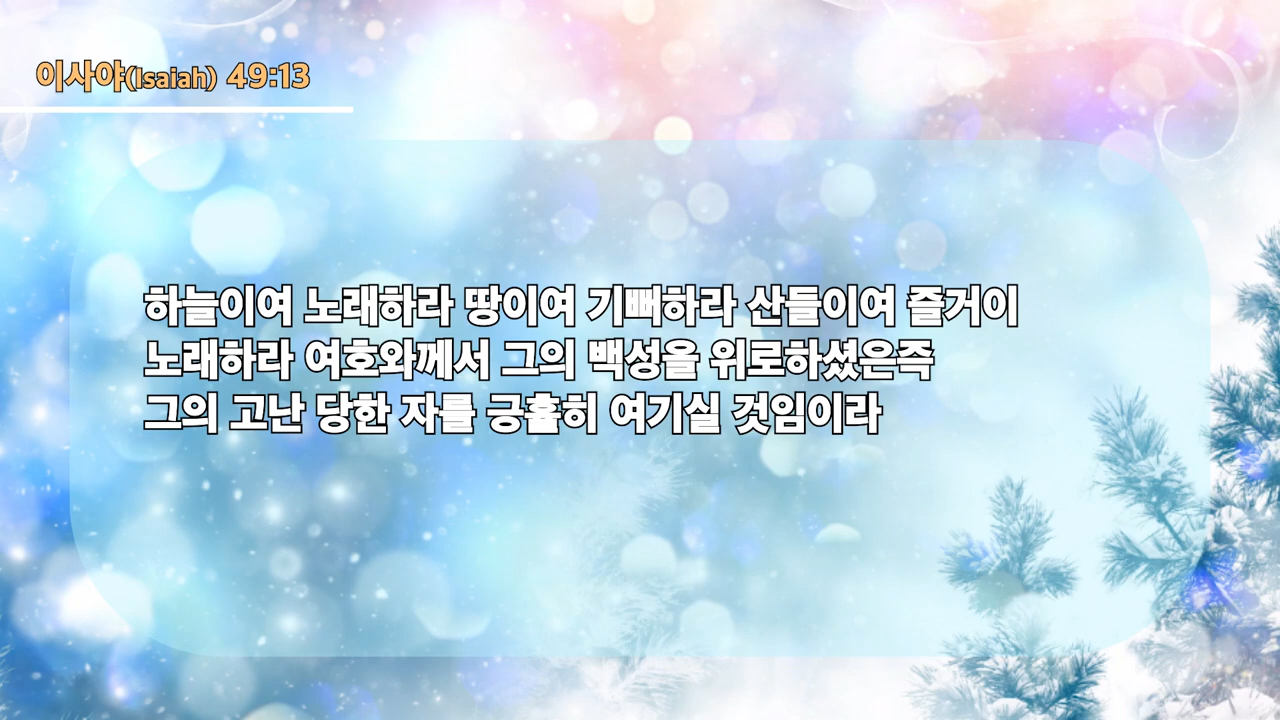 이사야(Isaiah) 49:13
하늘이여 노래하라 땅이여 기뻐하라 산들이여 즐거이
노래하라 여호와께서 그의 백성을 위로하셨은즉
그의 고난 당한 자를 긍휼히 여기실 것임이라